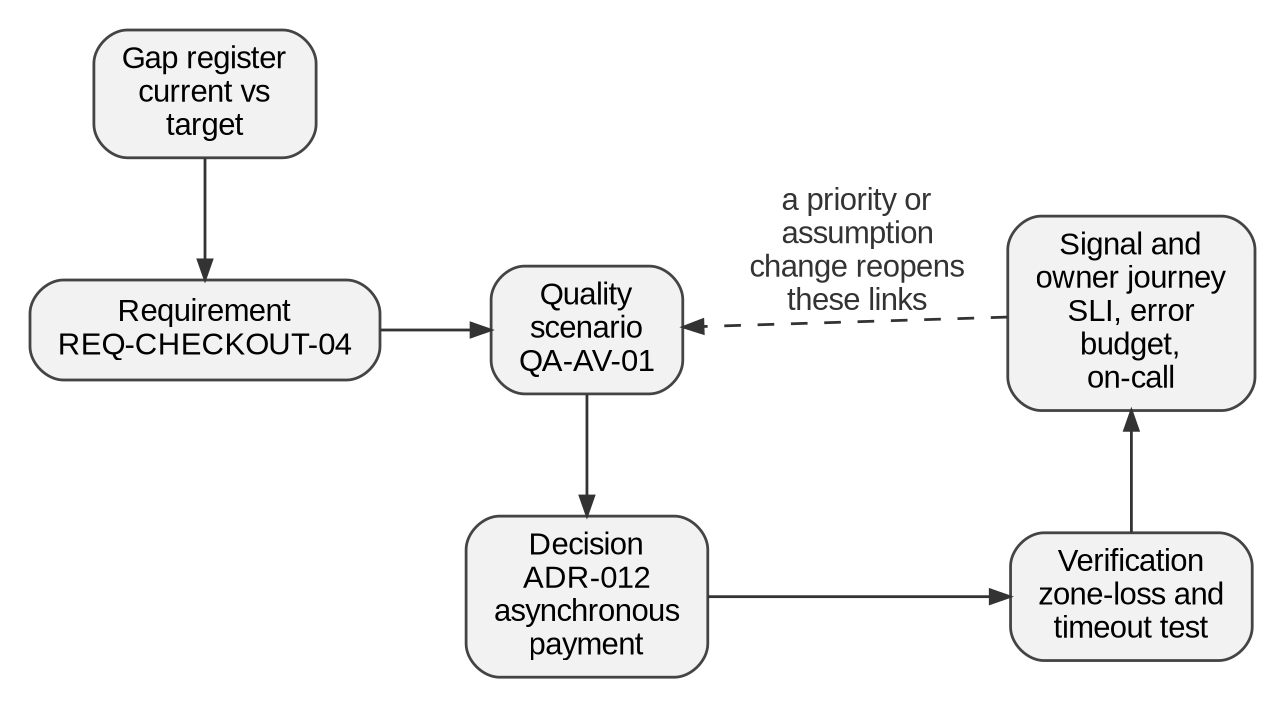 Gap register
current vs
target
Requirement
REQ-CHECKOUT-04
Quality
scenario
QA-AV-01
a priority or
assumption
change reopens
these links
Signal and
owner journey
SLI, error
budget,
on-call
Decision
ADR-012
asynchronous
payment
Verification
zone-loss and
timeout test